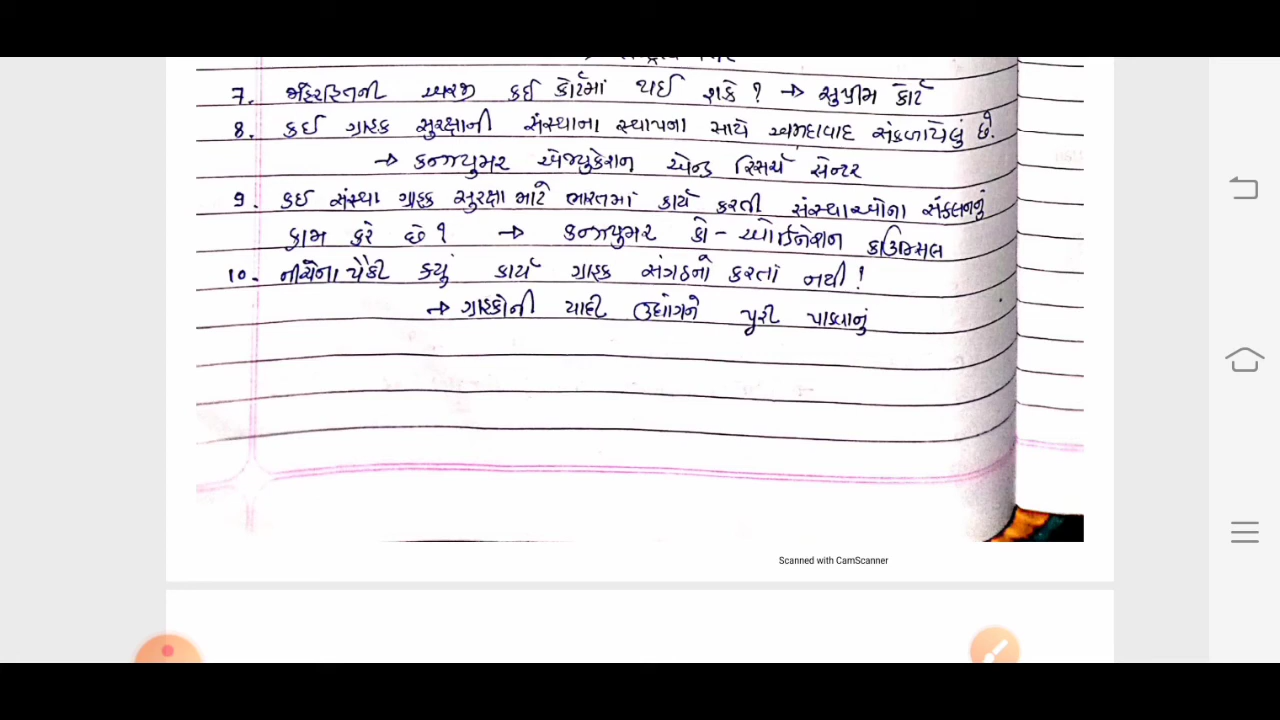 7. જાહેરહિતની અરજી કઈ કોર્ટમાં થઈ શકે ? → સુપ્રીમ કોર્ટ
8. કઈ ગ્રાહક સુરક્ષાની સંસ્થાના સ્થાપના સાથે અમદાવાદ સંકળાયેલું છે.
→ કન્ઝ્યુમર એજ્યુકેશન એન્ડ રિસર્ચ સેન્ટર
9. કઈ સંસ્થા ગ્રાહક સુરક્ષા માટે ભારતમાં કાર્ય કરતી સંસ્થાઓના સંકલનનું
કામ કરે છે ? → કન્ઝ્યુમર કો - ઓર્ડિનેશન કાઉન્સિલ
10. નીચેના પૈકી કયું કાર્ય ગ્રાહક સંગઠનો કરતાં નથી ?
→ ગ્રાહકોની યાદી ઉદ્યોગને પૂરી પાડવાનું
Scanned with CamScanner